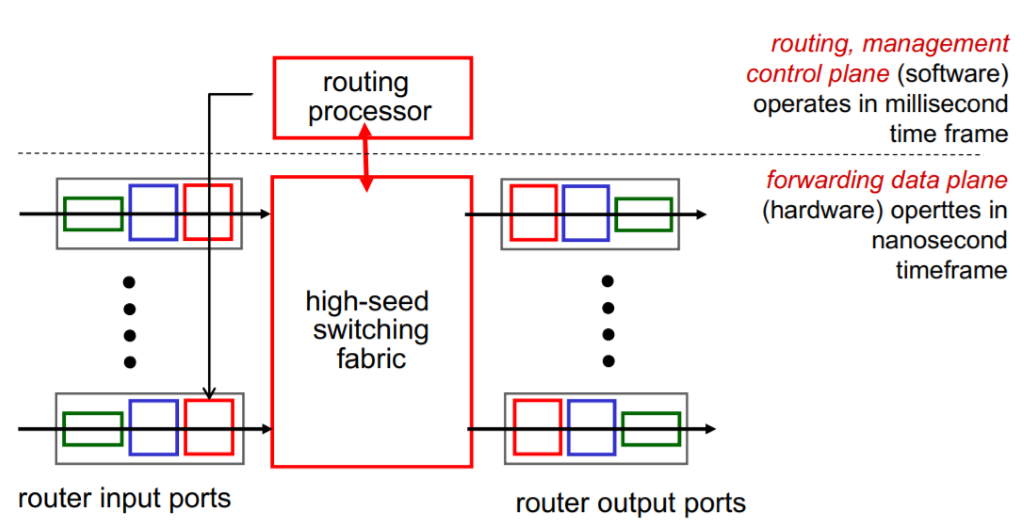 routing, management
control plane (software)
operates in millisecond
time frame
routing
processor
forwarding data plane
(hardware) operttes in
nanosecond
timeframe
high-seed
switching
fabric
router input ports
router output ports